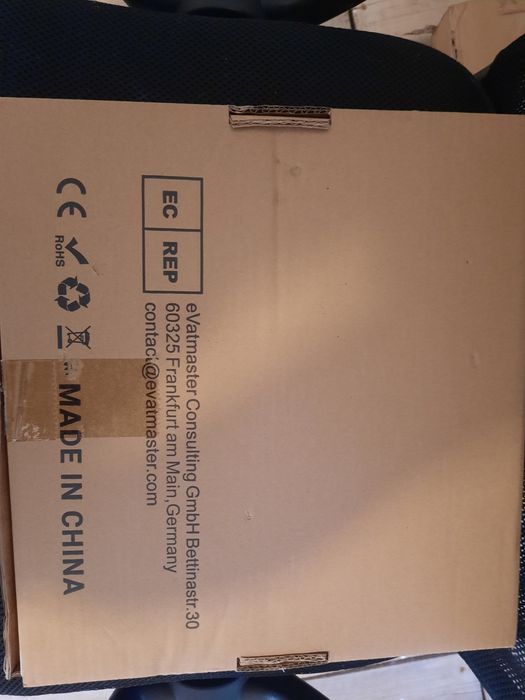 EC REP
eVatmaster Consulting GmbH Bettinastr.30
60325 Frankfurt am Main, Germany
contact@evatmaster.com
CE
RoHS
MADE IN CHINA